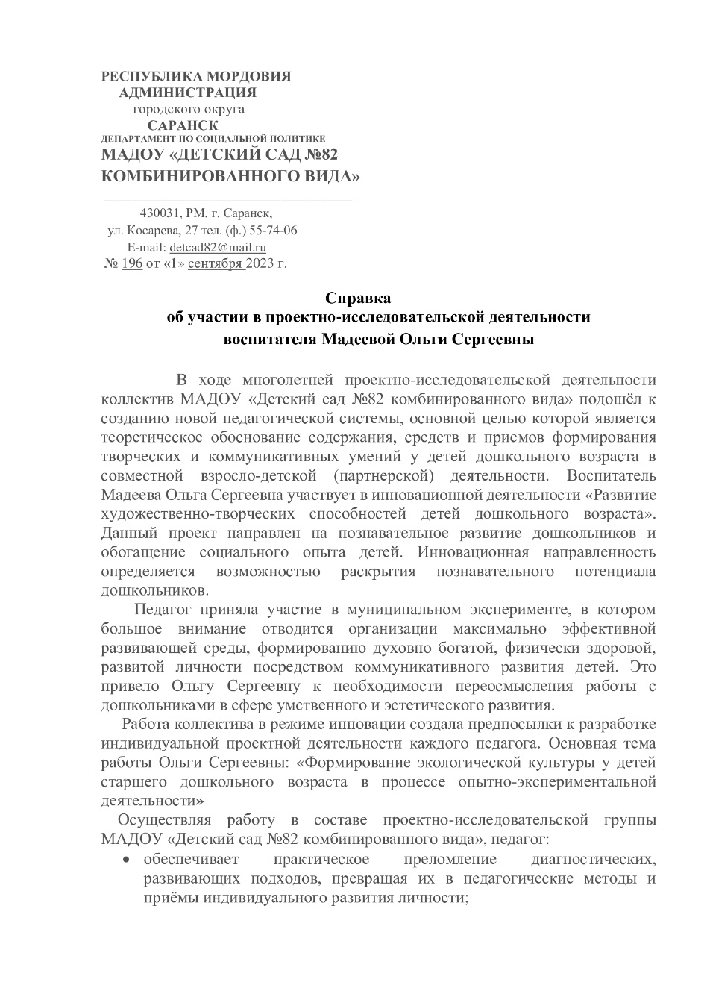 РЕСПУБЛИКА МОРДОВИЯ
АДМИНИСТРАЦИЯ
городского округа
САРАНСК
ДЕПАРТАМЕНТ ПО СОЦИАЛЬНОЙ ПОЛИТИКЕ
МАДОУ «ДЕТСКИЙ САД №82
КОМБИНИРОВАННОГО ВИДА»
430031, РМ, г. Саранск,
ул. Косарева, 27 тел. (ф.) 55-74-06
E-mail: detcad82@mail.ru
№ 196 от «1» сентября 2023 г.
Справка
об участии в проектно-исследовательской деятельности
воспитателя Мадеевой Ольги Сергеевны
В ходе многолетней проектно-исследовательской деятельности
коллектив МАДОУ «Детский сад №82 комбинированного вида» подошёл к
созданию новой педагогической системы, основной целью которой является
теоретическое обоснование содержания, средств и приемов формирования
творческих и коммуникативных умений у детей дошкольного возраста в
совместной взросло-детской (партнерской) деятельности. Воспитатель
Мадеева Ольга Сергеевна участвует в инновационной деятельности «Развитие
художественно-творческих способностей детей дошкольного возраста».
Данный проект направлен на познавательное развитие дошкольников и
обогащение социального опыта детей. Инновационная направленность
определяется возможностью раскрытия познавательного потенциала
дошкольников.
Педагог приняла участие в муниципальном эксперименте, в котором
большое внимание отводится организации максимально эффективной
развивающей среды, формированию духовно богатой, физически здоровой,
развитой личности посредством коммуникативного развития детей. Это
привело Ольгу Сергеевну к необходимости переосмысления работы с
дошкольниками в сфере умственного и эстетического развития.
Работа коллектива в режиме инновации создала предпосылки к разработке
индивидуальной проектной деятельности каждого педагога. Основная тема
работы Ольги Сергеевны: «Формирование экологической культуры у детей
старшего дошкольного возраста в процессе опытно-экспериментальной
деятельности»
Осуществляя работу в составе проектно-исследовательской группы
МАДОУ «Детский сад №82 комбинированного вида», педагог:
• обеспечивает практическое преломление диагностических,
развивающих подходов, превращая их в педагогические методы и
приёмы индивидуального развития личности;